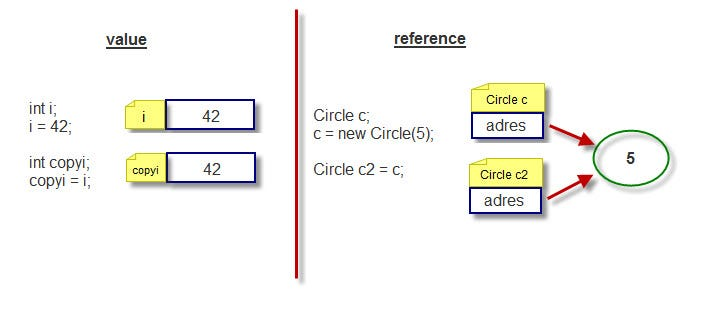 value
int i;
i = 42;
i
42
int copyi;
copyi = i;
copyi
42
reference
Circle c;
c = new Circle(5);
Circle c2 = c;
Circle c
adres
Circle c2
adres
5